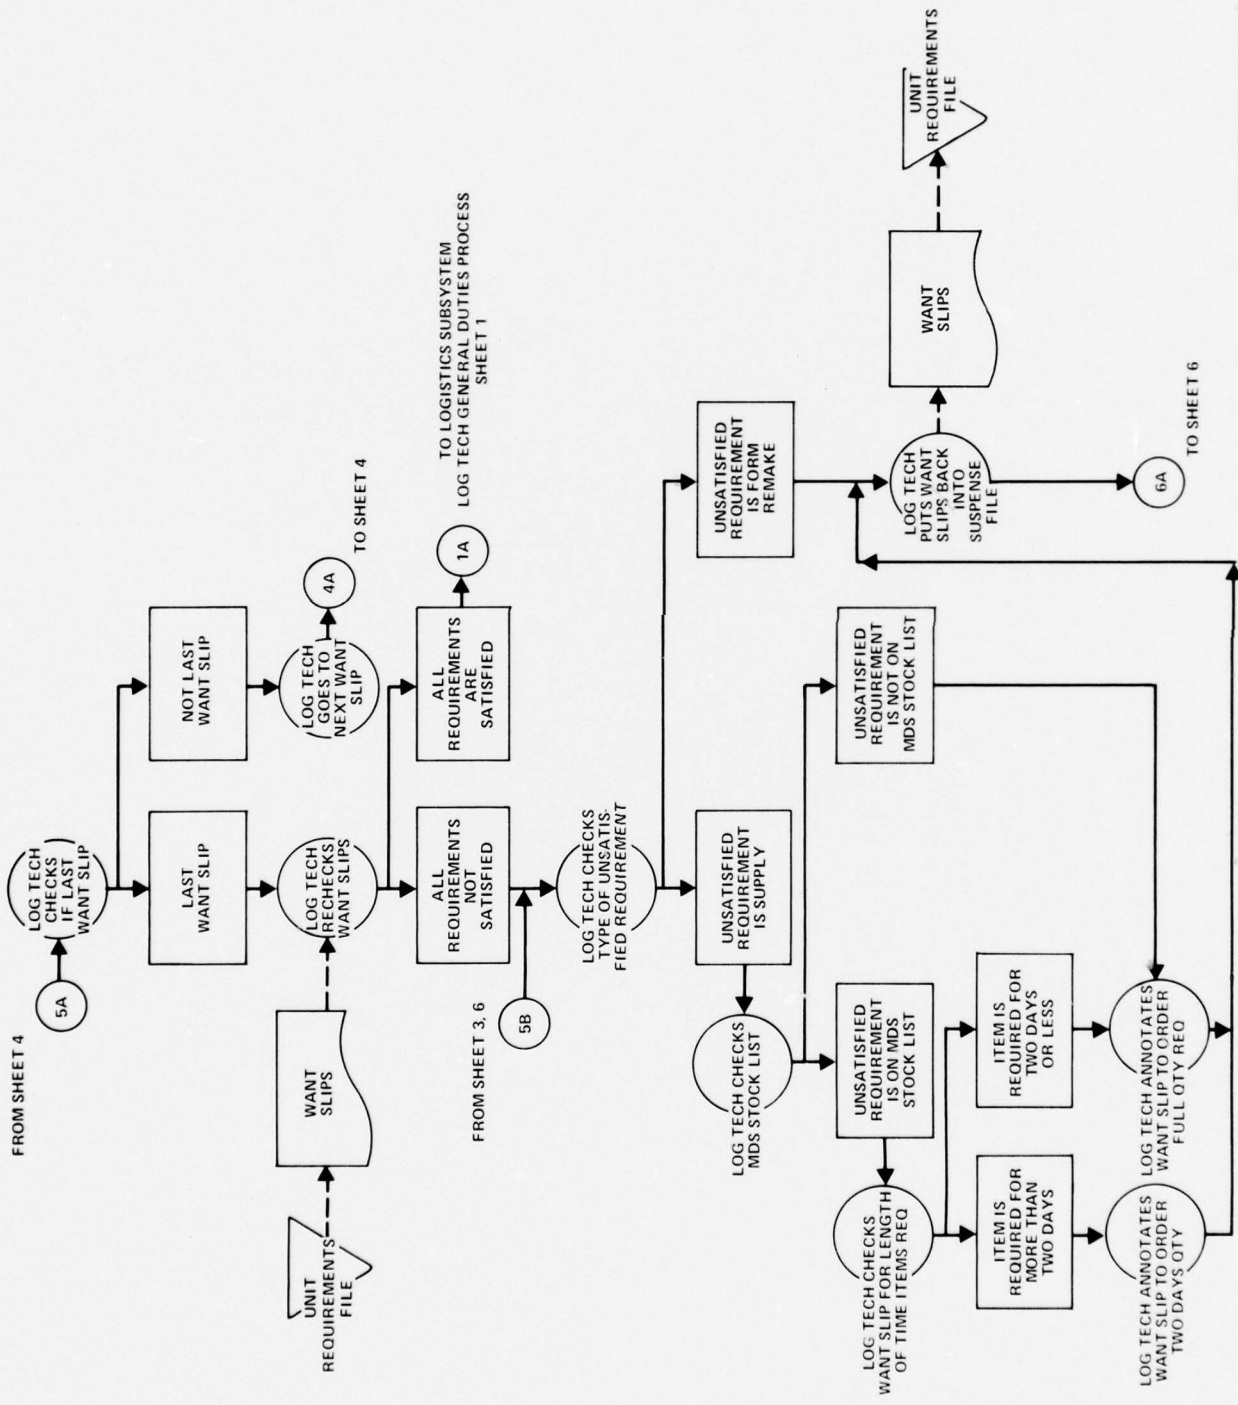 FROM SHEET 4
5A
LOG TECH
CHECKS
IF LAST
WANT SLIP
LAST
WANT SLIP
NOT LAST
WANT SLIP
UNIT
REQUIREMENTS
FILE
WANT
SLIPS
LOG TECH
RECHECKS
WANT SLIPS
LOG TECH
GOES TO
NEXT WANT
SLIP
4A
TO SHEET 4
ALL
REQUIREMENTS
NOT
SATISFIED
ALL
REQUIREMENTS
ARE
SATISFIED
1A
TO LOGISTICS SUBSYSTEM
LOG TECH GENERAL DUTIES PROCESS
SHEET 1
FROM SHEET 3, 6
5B
LOG TECH CHECKS
TYPE OF UNSATIS-
FIED REQUIREMENT
UNSATISFIED
REQUIREMENT
IS SUPPLY
UNSATISFIED
REQUIREMENT
IS FORM
REMAKE
LOG TECH CHECKS
MDS STOCK LIST
UNSATISFIED
REQUIREMENT
IS ON MDS
STOCK LIST
UNSATISFIED
REQUIREMENT
IS NOT ON
MDS STOCK LIST
LOG TECH
PUTS WANT
SLIPS BACK
INTO
SUSPENSE
FILE
WANT
SLIPS
UNIT
REQUIREMENTS
FILE
LOG TECH CHECKS
WANT SLIP FOR LENGTH
OF TIME ITEMS REQ
ITEM IS
REQUIRED FOR
MORE THAN
TWO DAYS
ITEM IS
REQUIRED FOR
TWO DAYS
OR LESS
LOG TECH ANNOTATES
WANT SLIP TO ORDER
TWO DAYS QTY
LOG TECH ANNOTATES
WANT SLIP TO ORDER
FULL QTY REQ
6A
TO SHEET 6